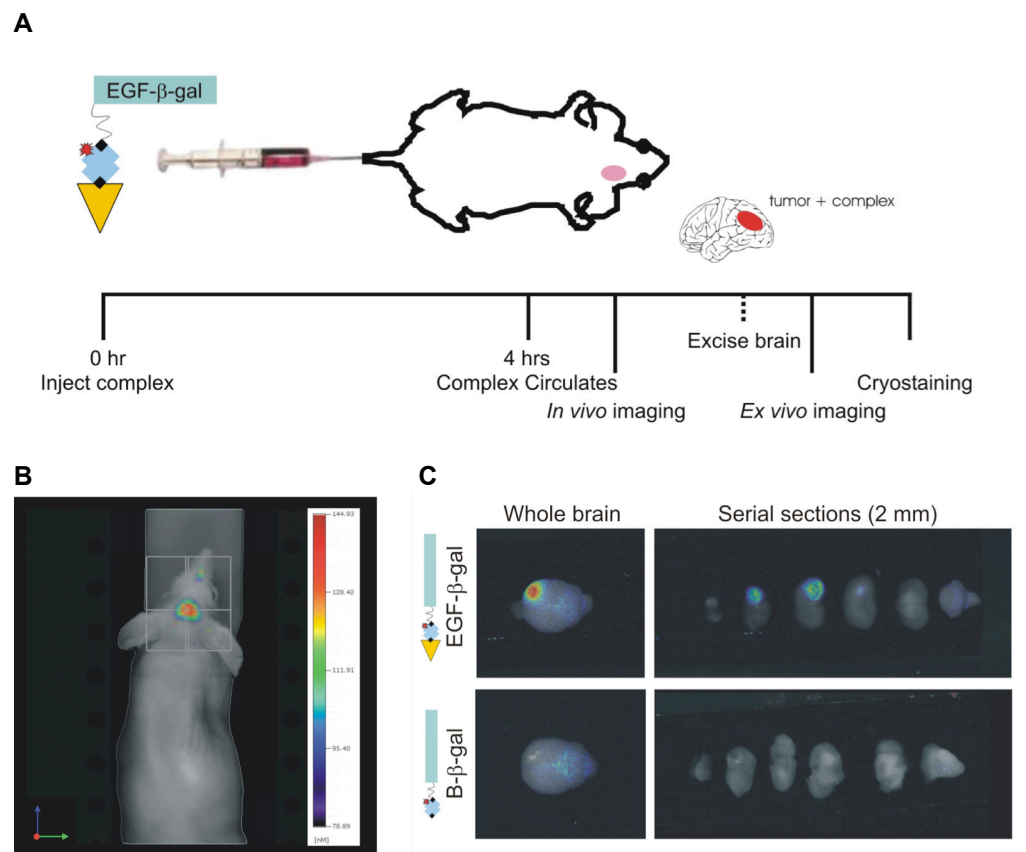 A
EGF-β-gal
tumor + complex
0 hr
Inject complex
4 hrs
Complex Circulates
In vivo imaging
Excise brain
Ex vivo imaging
Cryostaining
B
144.93
128.42
111.91
95.40
78.89
[nM]
C
Whole brain
Serial sections (2 mm)
EGF-β-gal
B-β-gal